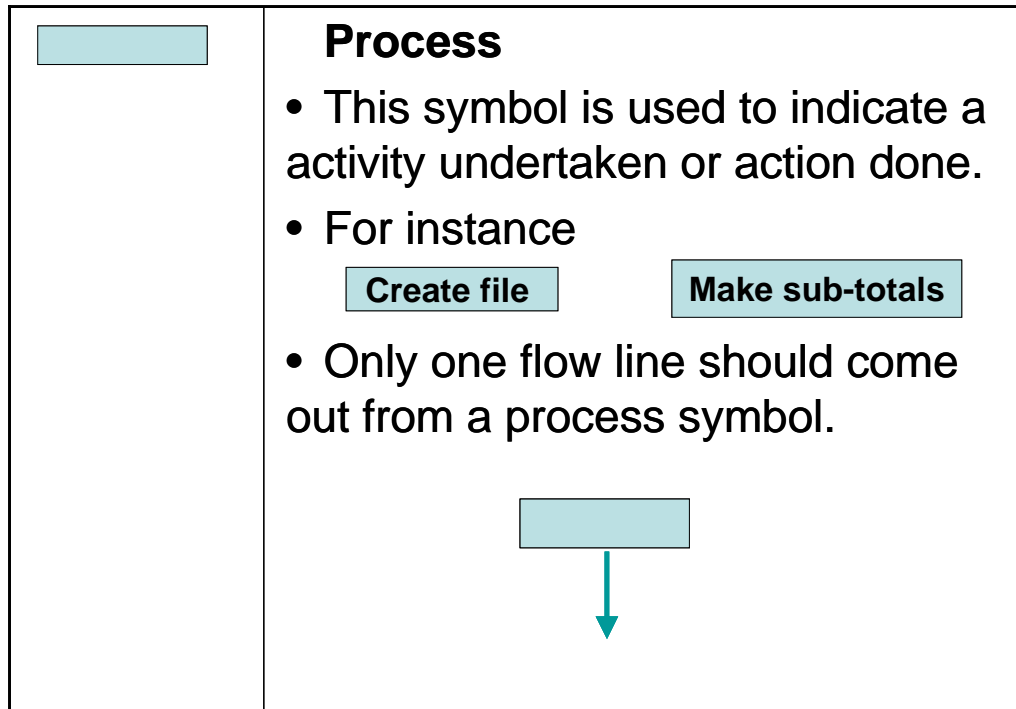 Process
• This symbol is used to indicate a
activity undertaken or action done.
• For instance
Create file
Make sub-totals
• Only one flow line should come
out from a process symbol.